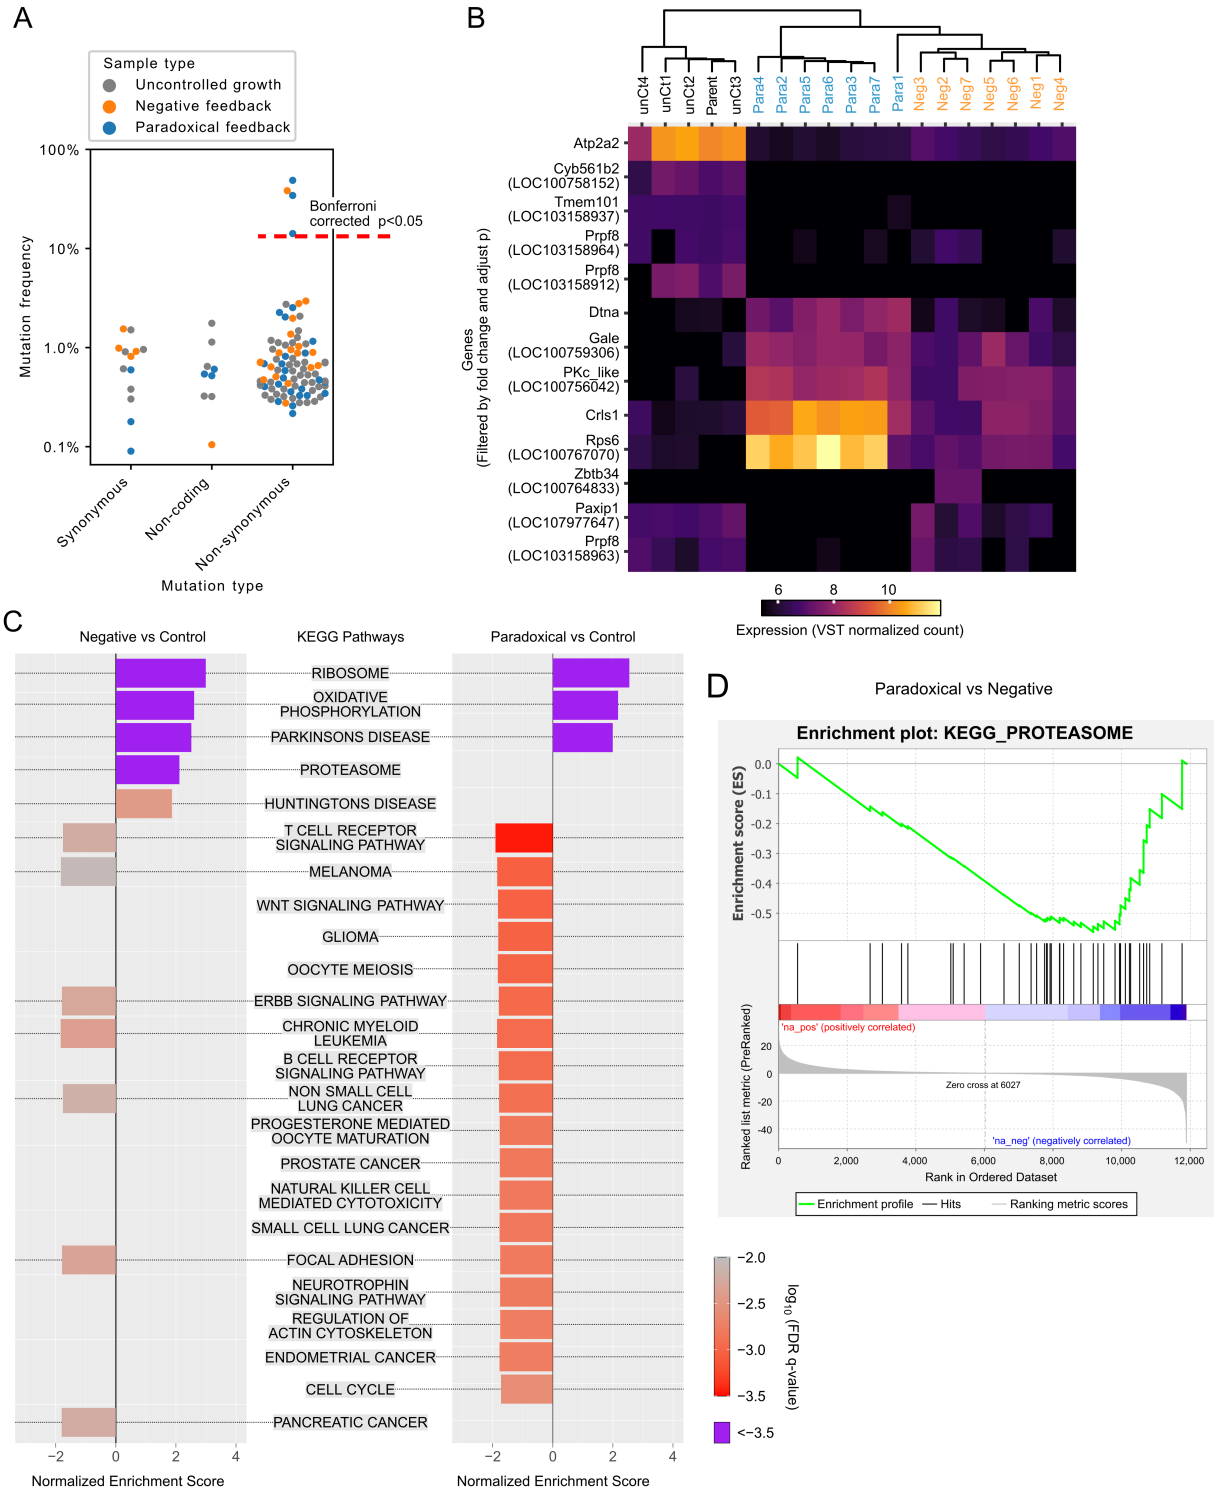 A
Sample type
Uncontrolled growth
Negative feedback
Paradoxical feedback
100%
10%
1.0%
0.1%
Mutation frequency
Bonferroni
corrected p<0.05
Synonymous
Non-coding
Non-synonymous
Mutation type
B
unCt4
unCt1
unCt2
Parent
unCt3
Para4
Para2
Para5
Para6
Para3
Para7
Para1
Neg3
Neg2
Neg7
Neg5
Neg6
Neg1
Neg4
Genes
(Filtered by fold change and adjust p)
Atp2a2
Cyb561b2
(LOC100758152)
Tmem101
(LOC103158937)
Prpf8
(LOC103158964)
Prpf8
(LOC103158912)
Dtna
Gale
(LOC100759306)
PKc_like
(LOC100756042)
Crls1
Rps6
(LOC100767070)
Zbtb34
(LOC100764833)
Paxip1
(LOC107977647)
Prpf8
(LOC103158963)
6 8 10
Expression (VST normalized count)
C
Negative vs Control
KEGG Pathways
Paradoxical vs Control
RIBOSOME
OXIDATIVE
PHOSPHORYLATION
PARKINSONS DISEASE
PROTEASOME
HUNTINGTONS DISEASE
T CELL RECEPTOR
SIGNALING PATHWAY
MELANOMA
WNT SIGNALING PATHWAY
GLIOMA
OOCYTE MEIOSIS
ERBB SIGNALING PATHWAY
CHRONIC MYELOID
LEUKEMIA
B CELL RECEPTOR
SIGNALING PATHWAY
NON SMALL CELL
LUNG CANCER
PROGESTERONE MEDIATED
OOCYTE MATURATION
PROSTATE CANCER
NATURAL KILLER CELL
MEDIATED CYTOTOXICITY
SMALL CELL LUNG CANCER
FOCAL ADHESION
NEUROTROPHIN
SIGNALING PATHWAY
REGULATION OF
ACTIN CYTOSKELETON
ENDOMETRIAL CANCER
CELL CYCLE
PANCREATIC CANCER
−2 0 2 4
Normalized Enrichment Score
−2 0 2 4
Normalized Enrichment Score
D
Paradoxical vs Negative
Enrichment plot: KEGG_PROTEASOME
Enrichment score (ES)
0.0
-0.1
-0.2
-0.3
-0.4
-0.5
'na_pos' (positively correlated)
Ranked list metric (PreRanked)
20
0
-20
-40
Zero cross at 6027
'na_neg' (negatively correlated)
0 2,000 4,000 6,000 8,000 10,000 12,000
Rank in Ordered Dataset
Enrichment profile Hits Ranking metric scores
−2.0
−2.5
−3.0
−3.5
<−3.5
log10 (FDR q-value)